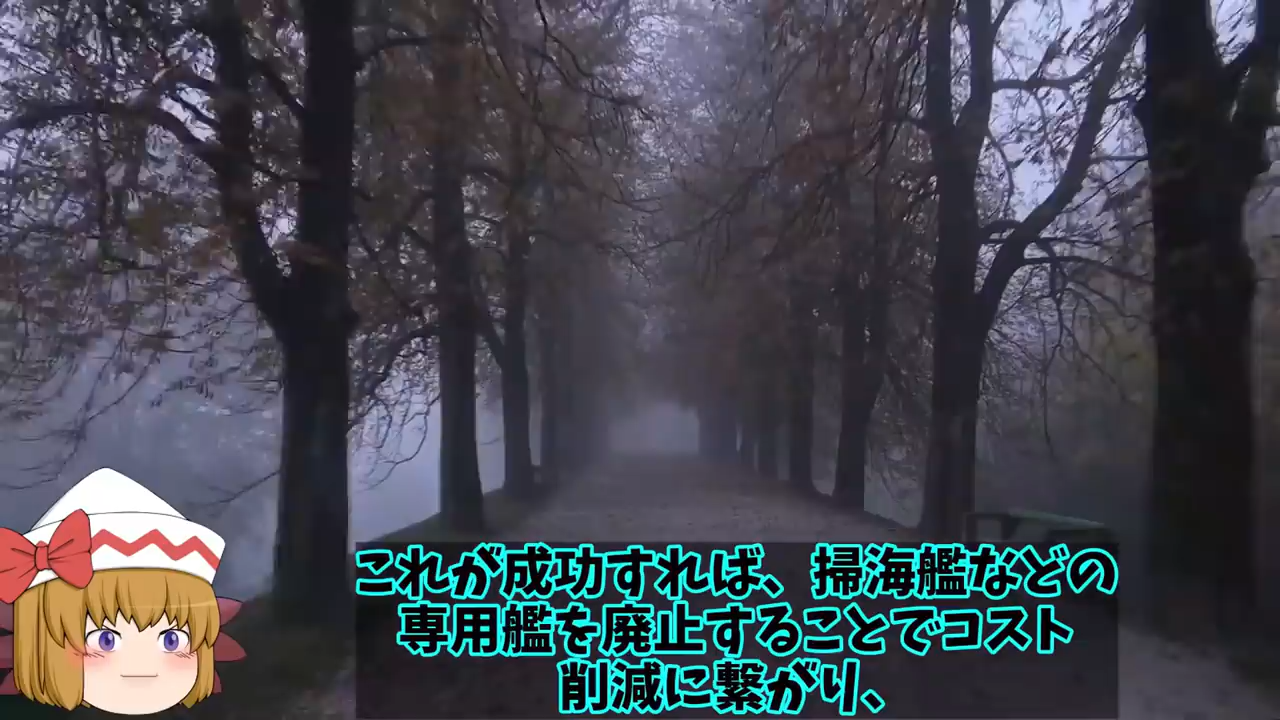 これが成功すれば、掃海艦などの
専用艦を廃止することでコスト
削減に繋がり、